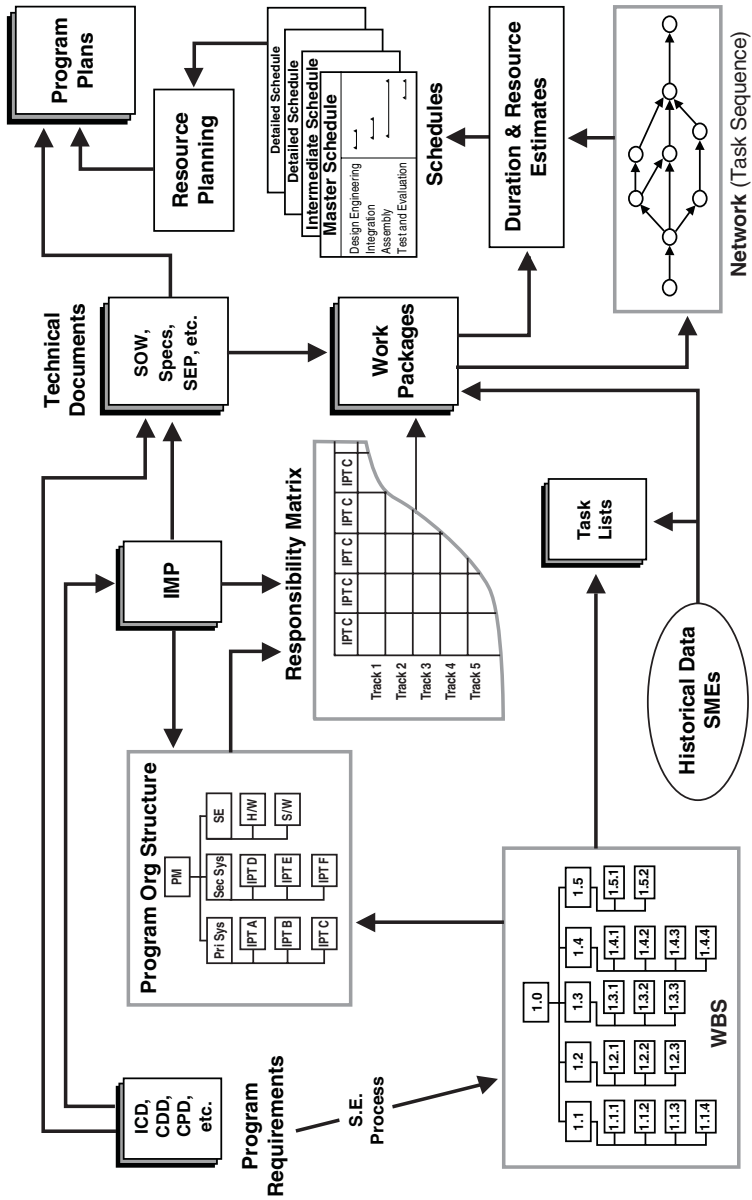 ICD,
CDD,
CPD,
etc.
Program
Requirements
S.E.
Process
IMP
Technical
Documents
SOW,
Specs,
SEP, etc.
Program
Plans
Program Org Structure
PM
Pri Sys
Sec Sys
SE
IPT A
IPT D
H/W
IPT B
IPT E
S/W
IPT C
IPT F
Responsibility Matrix
IPT C
IPT C
IPT C
IPT C
IPT C
Track 1
Track 2
Track 3
Track 4
Track 5
Work
Packages
Resource
Planning
Detailed Schedule
Detailed Schedule
Intermediate Schedule
Master Schedule
Design Engineering
Integration
Assembly
Test and Evaluation
Schedules
Duration & Resource
Estimates
Network (Task Sequence)
1.0
1.1
1.2
1.3
1.4
1.5
1.1.1
1.2.1
1.3.1
1.4.1
1.5.1
1.1.2
1.2.2
1.3.2
1.4.2
1.5.2
1.1.3
1.2.3
1.3.3
1.4.3
1.1.4
1.4.4
WBS
Historical Data
SMEs
Task
Lists